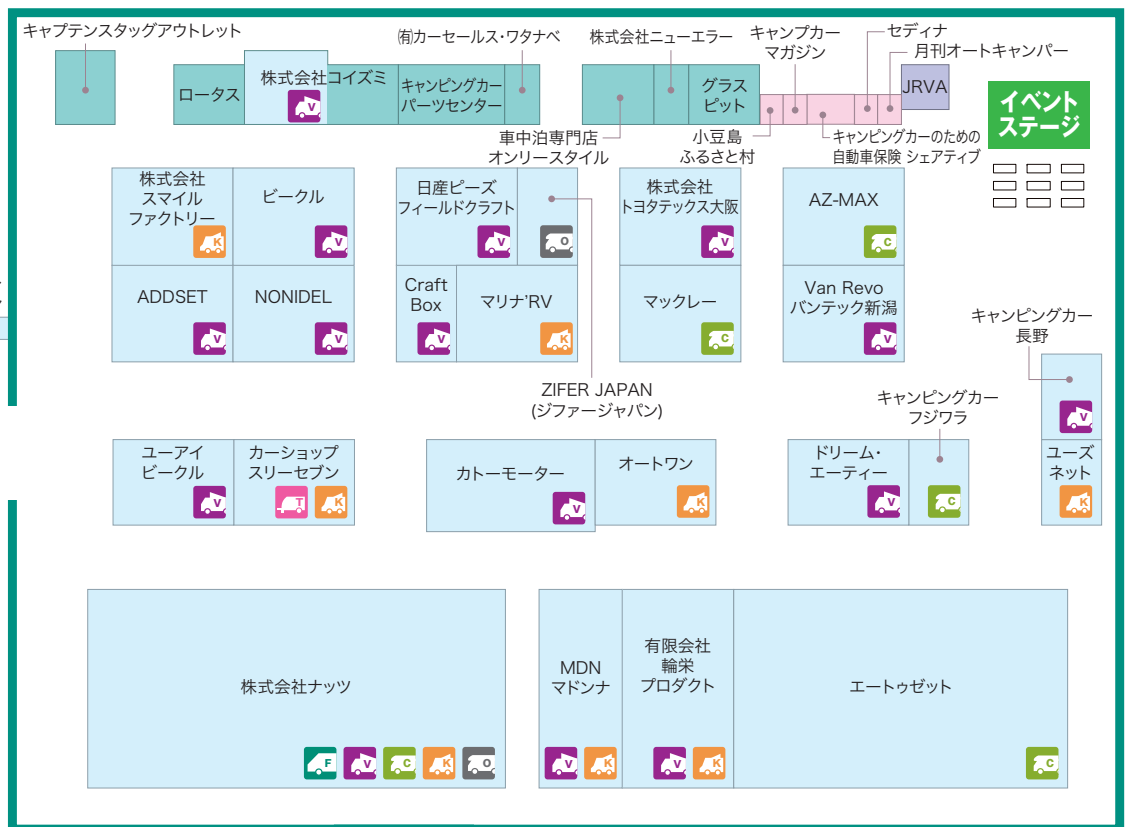 キャプテンスタッグアウトレット
㈲カーセールス・ワタナベ
株式会社ニューエラー
キャンプカー
マガジン
セディナ
月刊オートキャンパー
ロータス
株式会社コイズミ
V
キャンピングカー
パーツセンター
グラス
ピット
JRVA
イベント
ステージ
車中泊専門店
オンリースタイル
小豆島
ふるさと村
キャンピングカーのための
自動車保険 シェアティブ
株式会社
スマイル
ファクトリー
K
ビークル
V
日産ピーズ
フィールドクラフト
V
O
株式会社
トヨタテックス大阪
V
AZ-MAX
C
ADDSET
V
NONIDEL
V
Craft
Box
V
マリナ'RV
K
マックレー
C
Van Revo
バンテック新潟
V
キャンピングカー
長野
V
ZIFER JAPAN
(ジファージャパン)
キャンピングカー
フジワラ
ユーアイ
ビークル
V
カーショップ
スリーセブン
T K
カトーモーター
V
オートワン
K
ドリーム・
エーティー
V
C
ユーズ
ネット
K
株式会社ナッツ
F V C K O
MDN
マドンナ
V K
有限会社
輪栄
プロダクト
V K
エートゥゼット
C